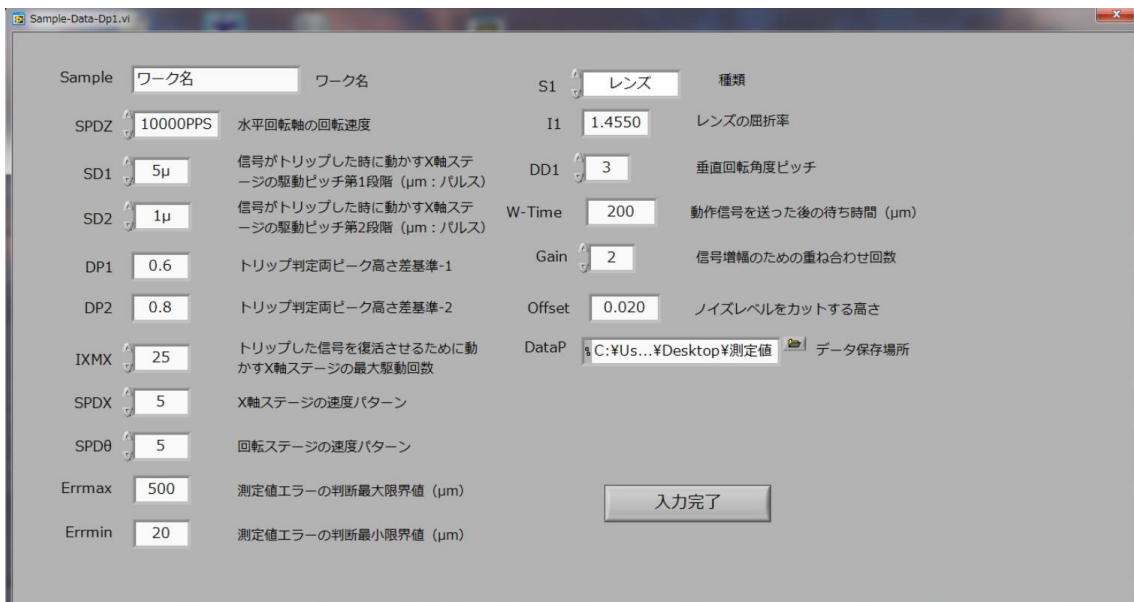 Sample-Data-Dp1.vi
Sample ワーク名 ワーク名
SPDZ 10000PPS 水平回転軸の回転速度
SD1 5μ 信号がトリップした時に動かすX軸ステ
ージの駆動ピッチ第1段階（μm：パルス）
SD2 1μ 信号がトリップした時に動かすX軸ステ
ージの駆動ピッチ第2段階（μm：パルス）
DP1 0.6 トリップ判定両ピーク高さ差基準-1
DP2 0.8 トリップ判定両ピーク高さ差基準-2
IXMX 25 トリップした信号を復活させるために動
かすX軸ステージの最大駆動回数
SPDX 5 X軸ステージの速度パターン
SPDθ 5 回転ステージの速度パターン
Errmax 500 測定値エラーの判断最大限界値（μm）
Errmin 20 測定値エラーの判断最小限界値（μm）
S1 レンズ 種類
I1 1.4550 レンズの屈折率
DD1 3 垂直回転角度ピッチ
W-Time 200 動作信号を送った後の待ち時間（μm）
Gain 2 信号増幅のための重ね合わせ回数
Offset 0.020 ノイズレベルをカットする高さ
DataP C:¥Us...¥Desktop¥測定値 データ保存場所
入力完了